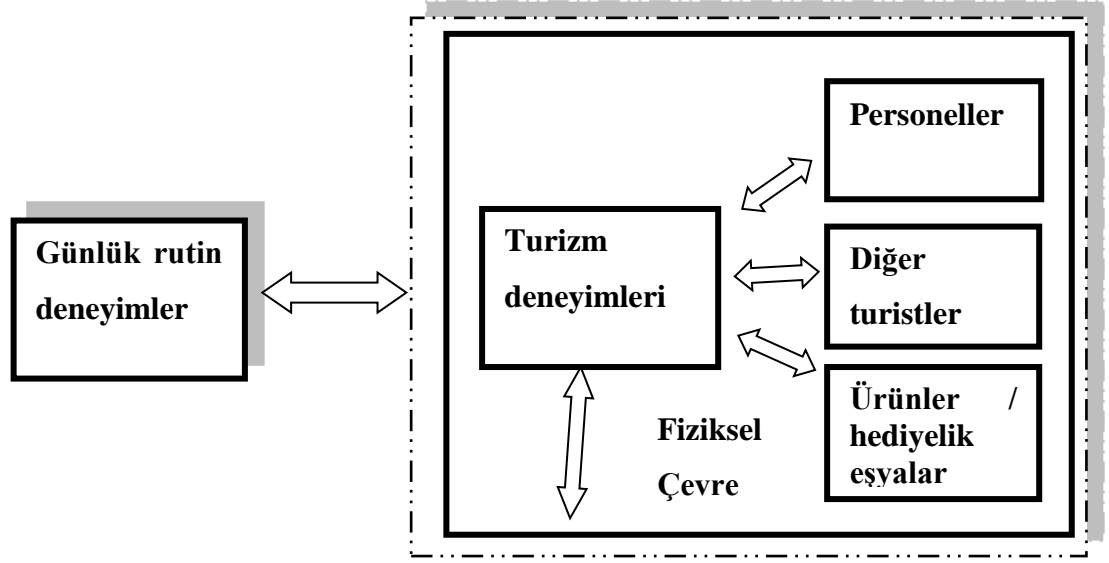 Günlük rutin
deneyimler
Turizm
deneyimleri
Personeller
Diğer
turistler
Ürünler /
hediyelik
eşyalar
Fiziksel
Çevre